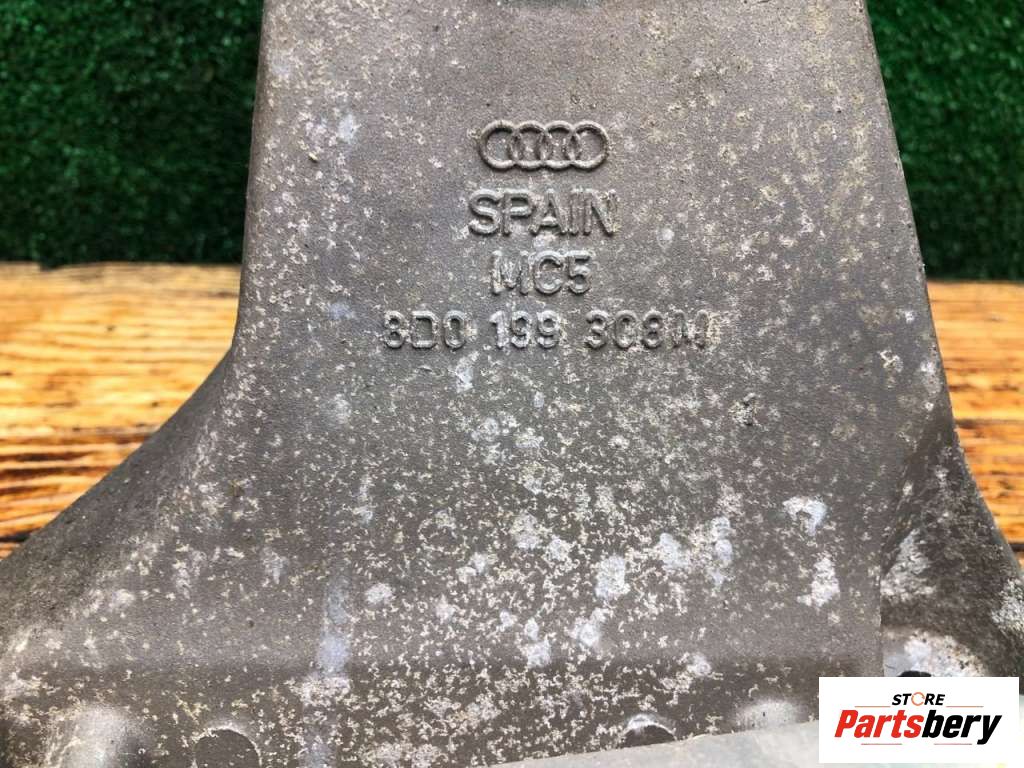 SPAIN
MC5
8D0 199 308M
STORE
Partsbery